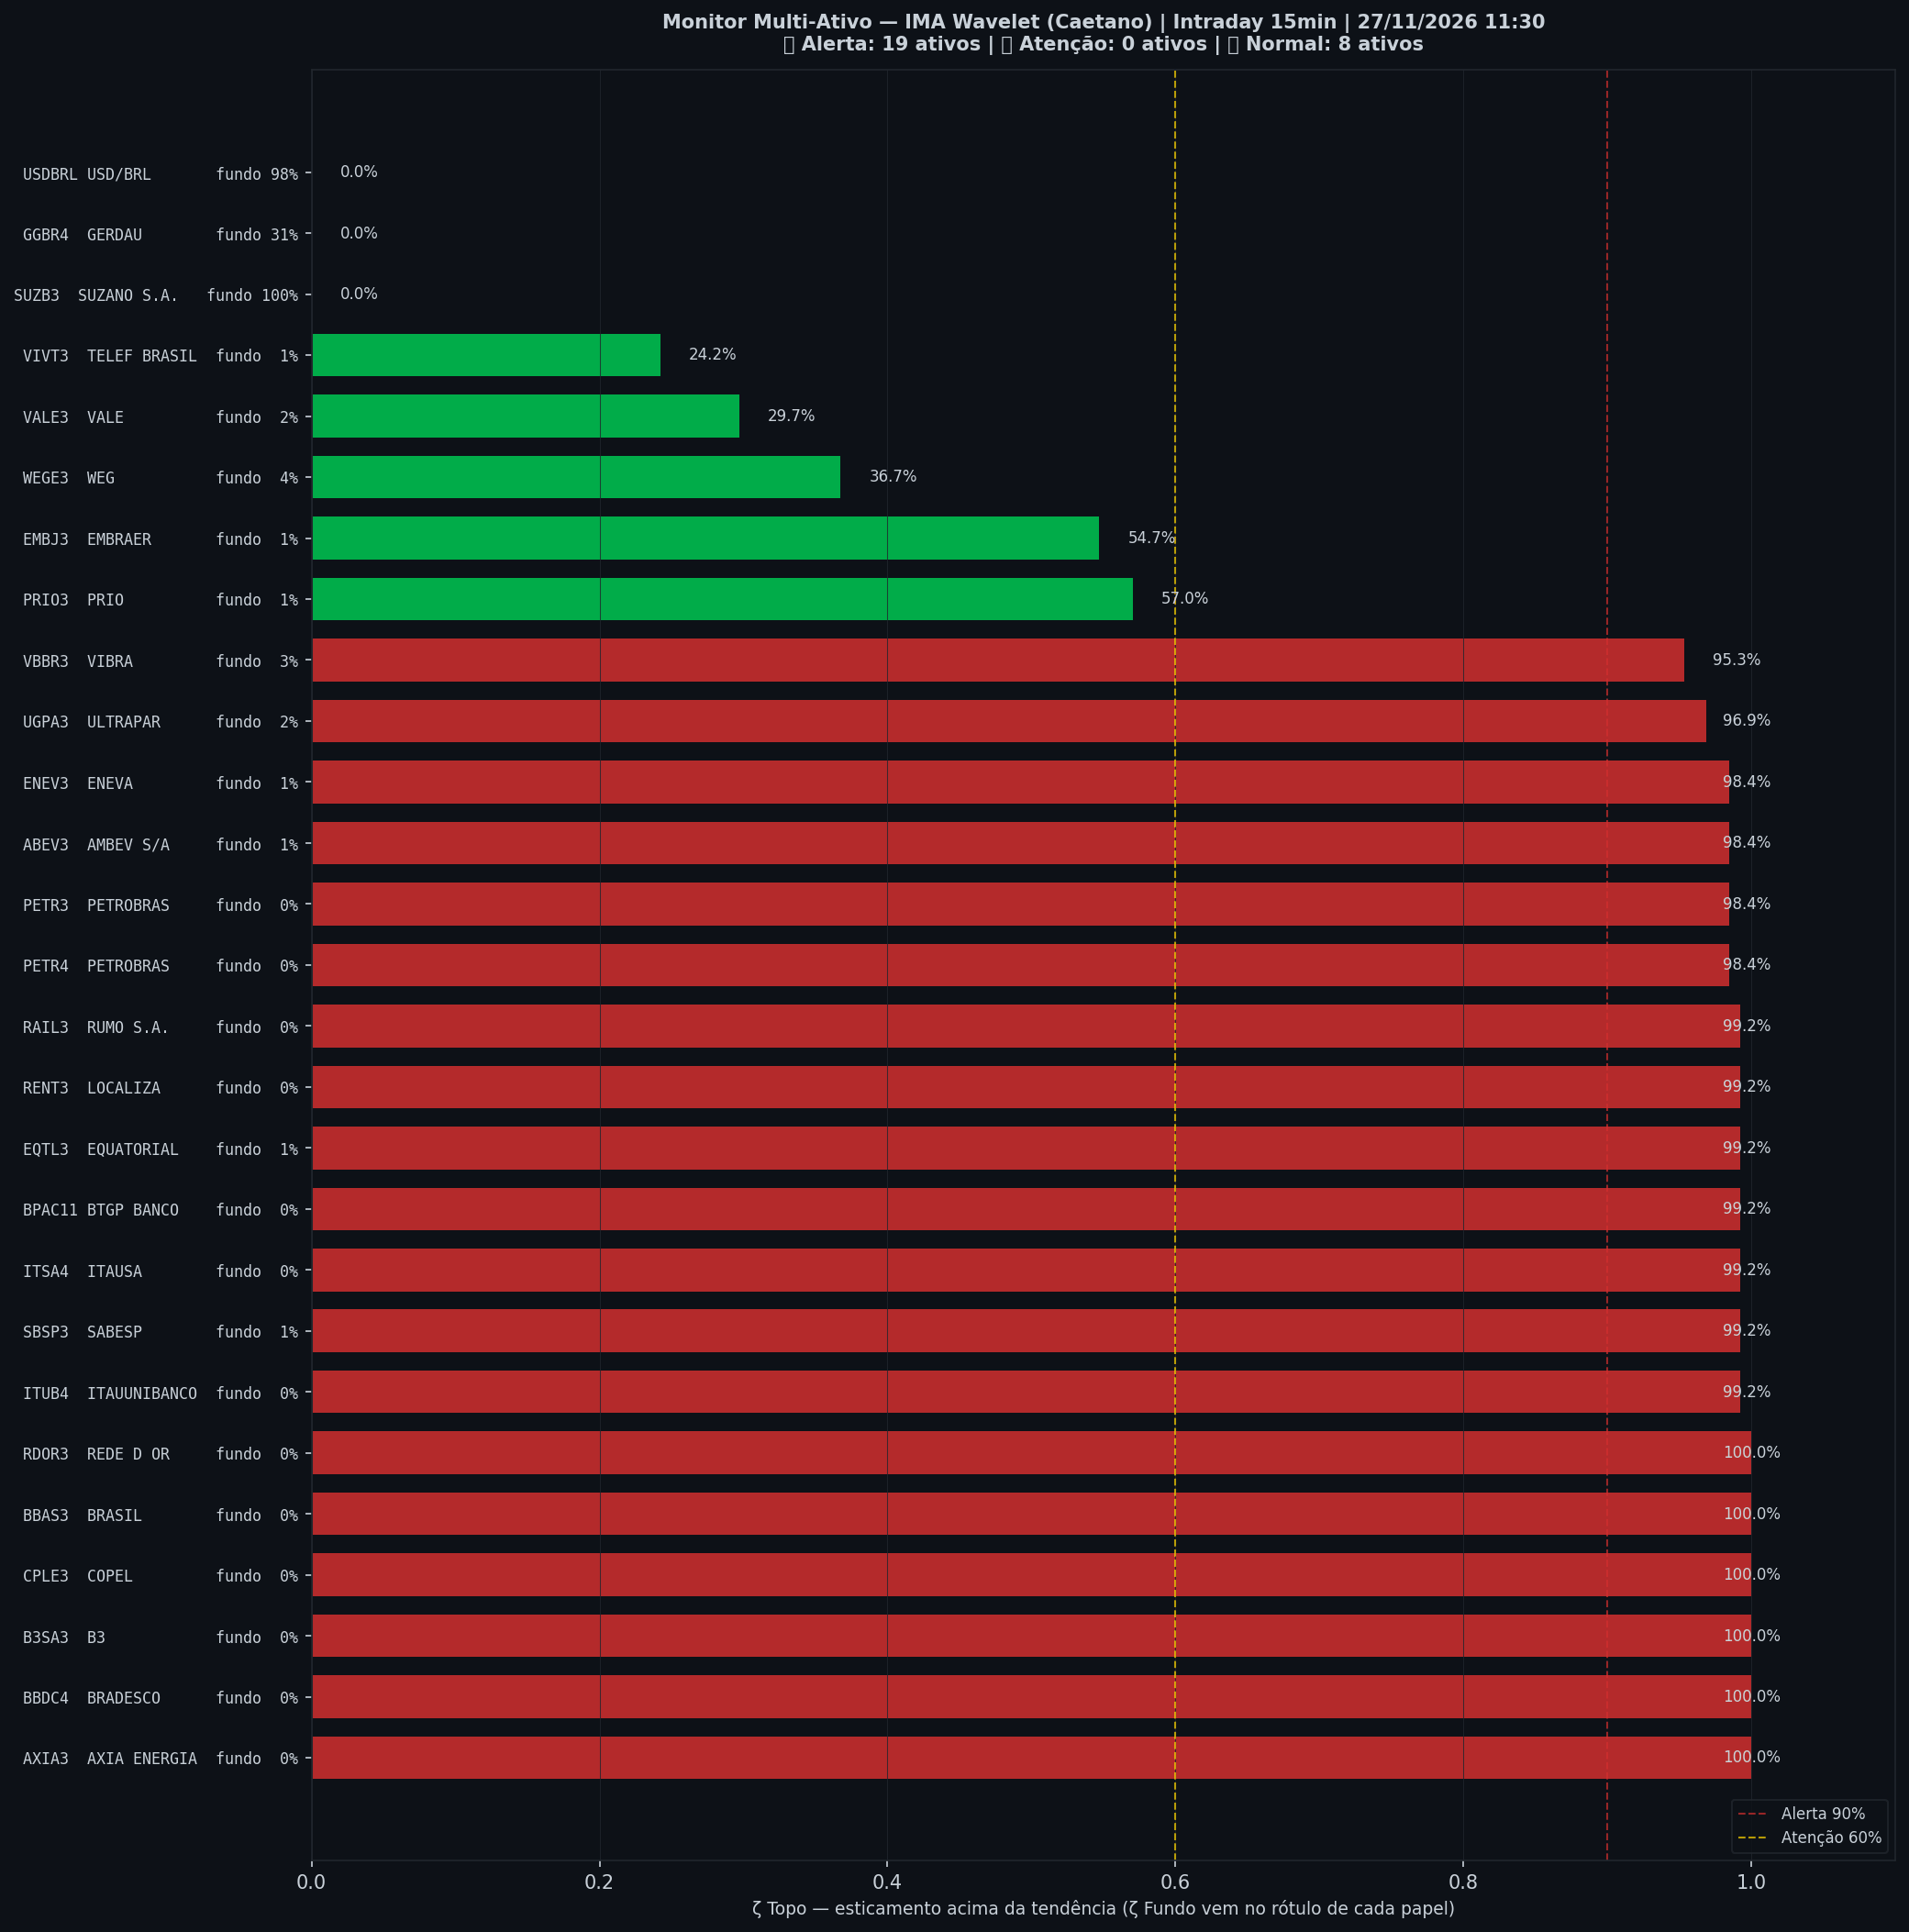 Monitor Multi-Ativo — IMA Wavelet (Caetano) | Intraday 15min | 27/11/2026 11:30
Alerta: 19 ativos | Atenção: 0 ativos | Normal: 8 ativos
USDBRL USD/BRL fundo 98% 0.0%
GGBR4 GERDAU fundo 31% 0.0%
SUZB3 SUZANO S.A. fundo 100% 0.0%
VIVT3 TELEF BRASIL fundo 1% 24.2%
VALE3 VALE fundo 2% 29.7%
WEGE3 WEG fundo 4% 36.7%
EMBJ3 EMBRAER fundo 1% 54.7%
PRIO3 PRIO fundo 1% 57.0%
VBBR3 VIBRA fundo 3% 95.3%
UGPA3 ULTRAPAR fundo 2% 96.9%
ENEV3 ENEVA fundo 1% 98.4%
ABEV3 AMBEV S/A fundo 1% 98.4%
PETR3 PETROBRAS fundo 0% 98.4%
PETR4 PETROBRAS fundo 0% 98.4%
RAIL3 RUMO S.A. fundo 0% 99.2%
RENT3 LOCALIZA fundo 0% 99.2%
EQTL3 EQUATORIAL fundo 1% 99.2%
BPAC11 BTGP BANCO fundo 0% 99.2%
ITSA4 ITAUSA fundo 0% 99.2%
SBSP3 SABESP fundo 1% 99.2%
ITUB4 ITAUUNIBANCO fundo 0% 99.2%
RDOR3 REDE D OR fundo 0% 100.0%
BBAS3 BRASIL fundo 0% 100.0%
CPLE3 COPEL fundo 0% 100.0%
B3SA3 B3 fundo 0% 100.0%
BBDC4 BRADESCO fundo 0% 100.0%
AXIA3 AXIA ENERGIA fundo 0% 100.0%
Alerta 90%
Atenção 60%
0.0 0.2 0.4 0.6 0.8 1.0
ζ Topo — esticamento acima da tendência (ζ Fundo vem no rótulo de cada papel)